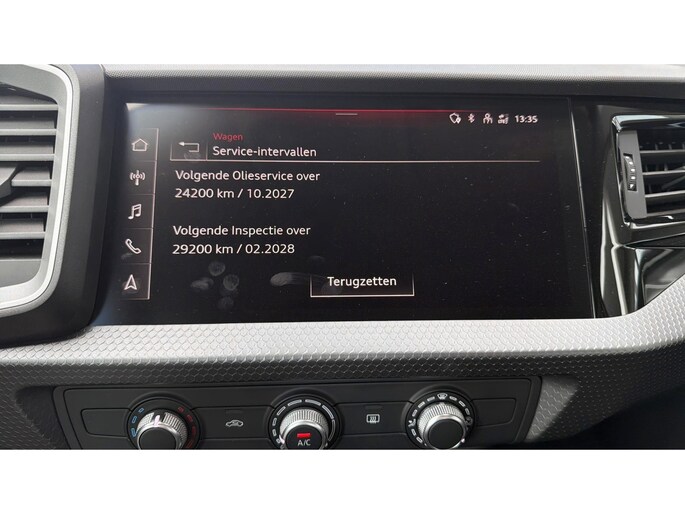 13:35
Wagen
Service-intervallen
Volgende Olieservice over
24200 km / 10.2027
Volgende Inspectie over
29200 km / 02.2028
Terugzetten
A/C